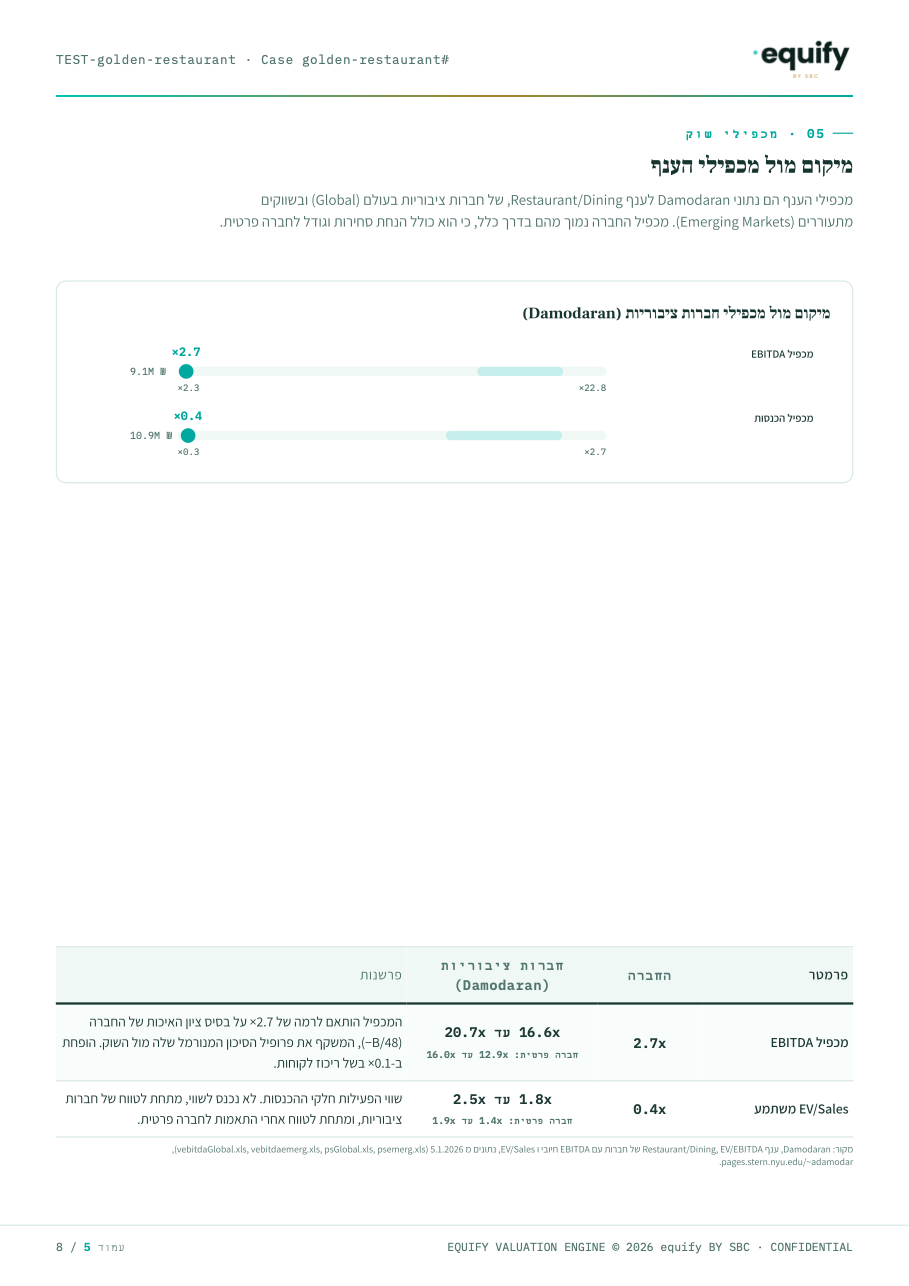 equify
BY SBC
TEST-golden-restaurant · Case golden-restaurant#
05 · מכפילי שוק
מיקום מול מכפילי הענף
מכפילי הענף הם נתוני Damodaran לענף Restaurant/Dining, של חברות ציבוריות בעולם (Global) ובשווקים
מתעוררים (Emerging Markets). מכפיל החברה נמוך מהם בדרך כלל, כי הוא כולל הנחת סחירות וגודל לחברה פרטית.
מיקום מול מכפילי חברות ציבוריות (Damodaran)
מכפיל EBITDA
×2.7
9.1M ₪
×2.3
×22.8
מכפיל הכנסות
×0.4
10.9M ₪
×0.3
×2.7
פרמטר
החברה
חברות ציבוריות
(Damodaran)
פרשנות
מכפיל EBITDA
2.7x
16.6x עד 20.7x
חברה פרטית: 12.9x עד 16.0x
המכפיל הותאם לרמה של 2.7× על בסיס ציון האיכות של החברה
(48/B−), המשקף את פרופיל הסיכון המנורמל שלה מול השוק. הופחת
ב-0.1× בשל ריכוז לקוחות.
EV/Sales משתמע
0.4x
1.8x עד 2.5x
חברה פרטית: 1.4x עד 1.9x
שווי הפעילות חלקי ההכנסות. לא נכנס לשווי, מתחת לטווח של חברות
ציבוריות, ומתחת לטווח אחרי התאמות לחברה פרטית.
מקור: Damodaran, ענף Restaurant/Dining, EV/EBITDA של חברות עם EBITDA חיובי ו EV/Sales, נתונים מ 5.1.2026 (vebitdaGlobal.xls, vebitdaemerg.xls, psGlobal.xls, psemerg.xls),
pages.stern.nyu.edu/~adamodar.
EQUIFY VALUATION ENGINE © 2026 equify BY SBC · CONFIDENTIAL
עמוד 5 / 8